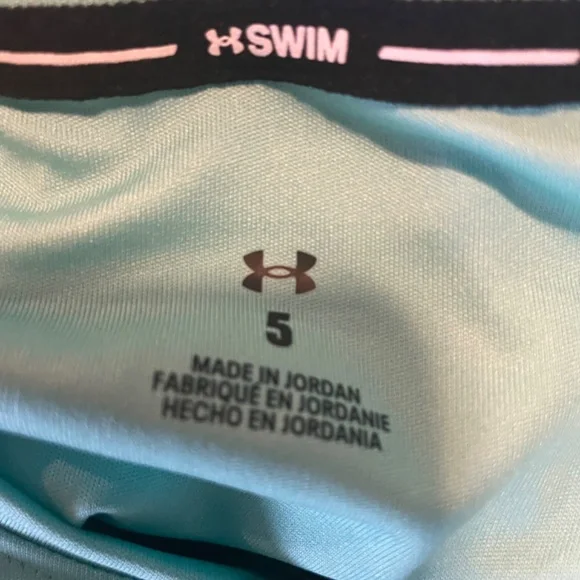 SWIM
5
MADE IN JORDAN
FABRIQUÉ EN JORDANIE
HECHO EN JORDANIA